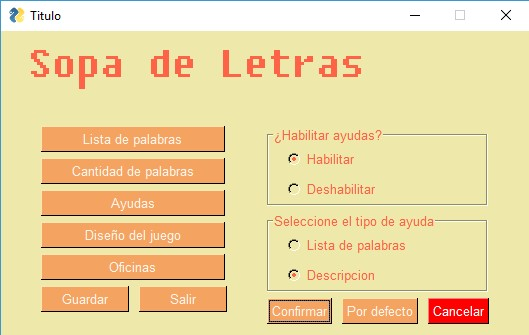 Titulo
Sopa de Letras
Lista de palabras
Cantidad de palabras
Ayudas
Diseño del juego
Oficinas
Guardar Salir
¿Habilitar ayudas?
Habilitar
Deshabilitar
Seleccione el tipo de ayuda
Lista de palabras
Descripcion
Confirmar Por defecto Cancelar